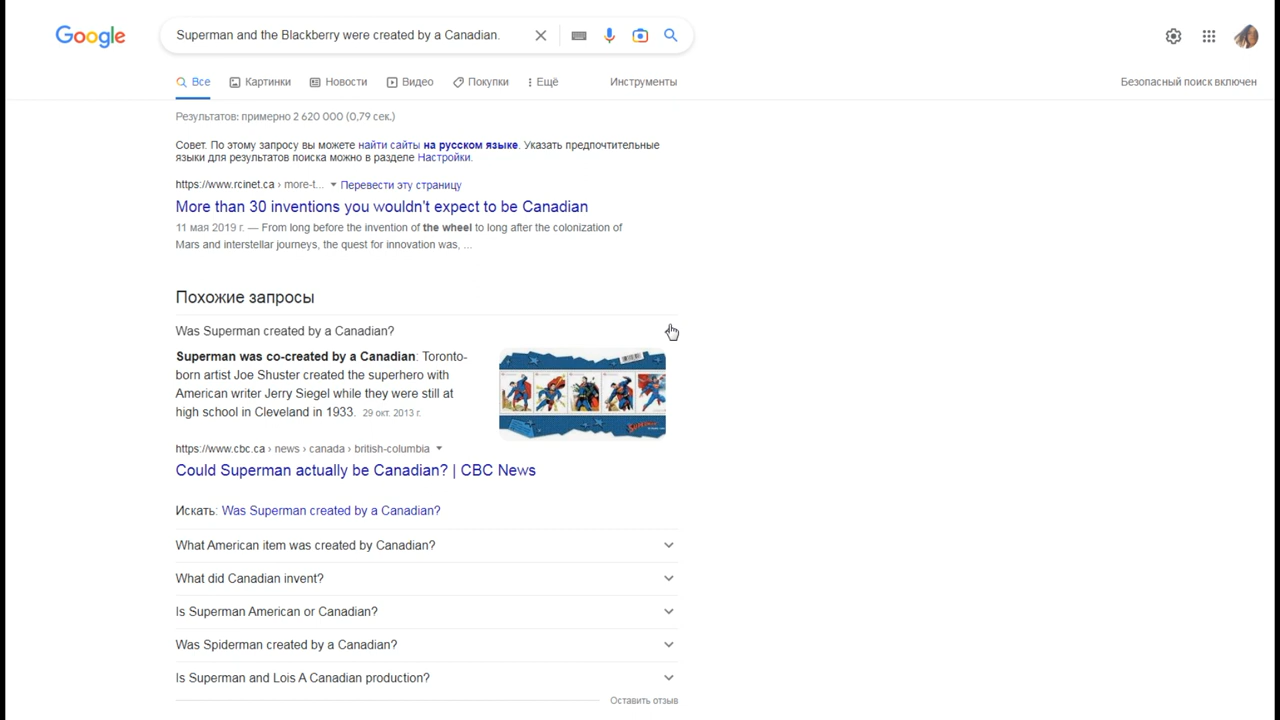 Google
Superman and the Blackberry were created by a Canadian.
Все Картинки Новости Видео Покупки Ещё Инструменты
Безопасный поиск включен
Результатов: примерно 2 620 000 (0,79 сек.)
Совет. По этому запросу вы можете найти сайты на русском языке. Указать предпочтительные
языки для результатов поиска можно в разделе Настройки.
https://www.rcinet.ca › more-t... Перевести эту страницу
More than 30 inventions you wouldn't expect to be Canadian
11 мая 2019 г. — From long before the invention of the wheel to long after the colonization of
Mars and interstellar journeys, the quest for innovation was, ...
Похожие запросы
Was Superman created by a Canadian?
Superman was co-created by a Canadian: Toronto-
born artist Joe Shuster created the superhero with
American writer Jerry Siegel while they were still at
high school in Cleveland in 1933. 29 окт. 2013 г.
https://www.cbc.ca › news › canada › british-columbia
Could Superman actually be Canadian? | CBC News
Искать: Was Superman created by a Canadian?
What American item was created by Canadian?
What did Canadian invent?
Is Superman American or Canadian?
Was Spiderman created by a Canadian?
Is Superman and Lois A Canadian production?
Оставить отзыв